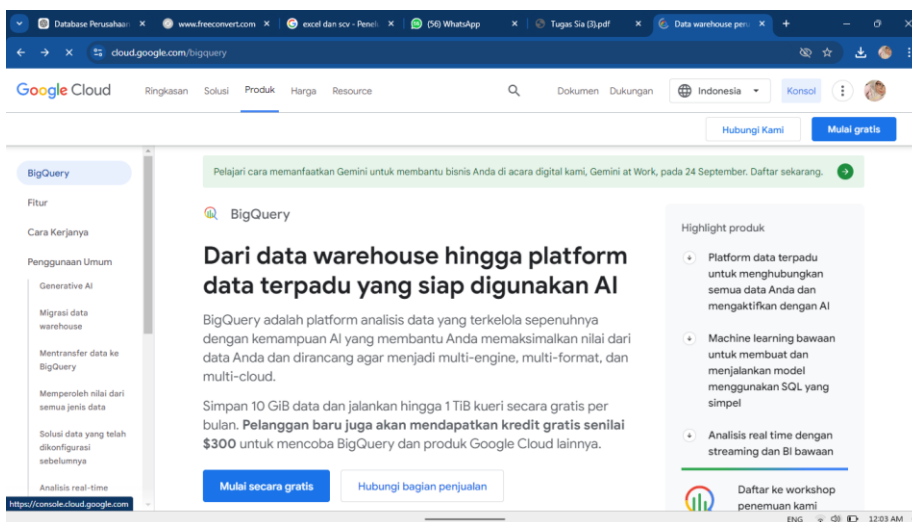 Database Perusahaan
www.freeconvert.com
excel dan scv - Penel
(56) WhatsApp
Tugas Sia (3).pdf
Data warehouse peru
cloud.google.com/bigquery
Google Cloud
Ringkasan Solusi Produk Harga Resource
Dokumen Dukungan
Indonesia
Konsol
Hubungi Kami
Mulai gratis
BigQuery
Fitur
Cara Kerjanya
Penggunaan Umum
Generative AI
Migrasi data
warehouse
Mentransfer data ke
BigQuery
Memperoleh nilai dari
semua jenis data
Solusi data yang telah
dikonfigurasi
sebelumnya
Analisis real-time
https://console.cloud.google.com
Pelajari cara memanfaatkan Gemini untuk membantu bisnis Anda di acara digital kami, Gemini at Work, pada 24 September. Daftar sekarang.
BigQuery
Dari data warehouse hingga platform
data terpadu yang siap digunakan AI
BigQuery adalah platform analisis data yang terkelola sepenuhnya
dengan kemampuan AI yang membantu Anda memaksimalkan nilai dari
data Anda dan dirancang agar menjadi multi-engine, multi-format, dan
multi-cloud.
Simpan 10 GiB data dan jalankan hingga 1 TiB kueri secara gratis per
bulan. Pelanggan baru juga akan mendapatkan kredit gratis senilai
$300 untuk mencoba BigQuery dan produk Google Cloud lainnya.
Mulai secara gratis
Hubungi bagian penjualan
Highlight produk
Platform data terpadu
untuk menghubungkan
semua data Anda dan
mengaktifkan dengan AI
Machine learning bawaan
untuk membuat dan
menjalankan model
menggunakan SQL yang
simpel
Analisis real time dengan
streaming dan BI bawaan
Daftar ke workshop
penemuan kami
ENG
12:03 AM